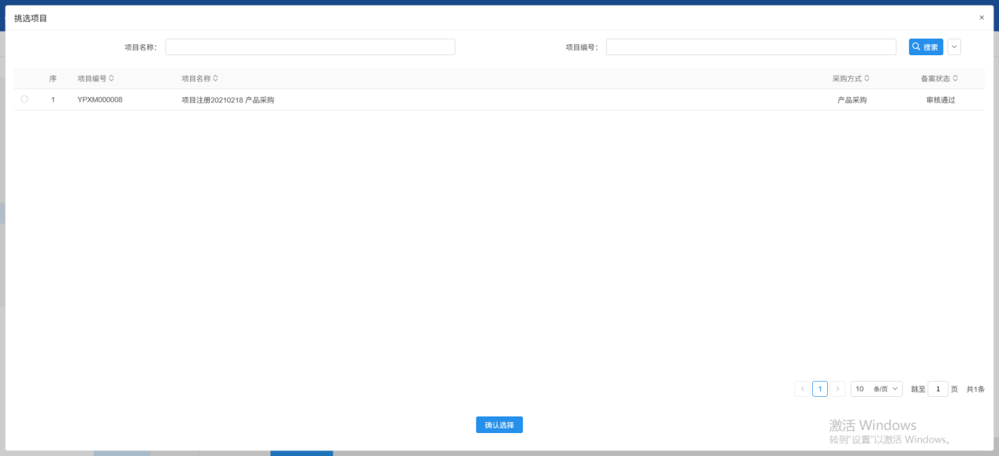 挑选项目
项目名称： 项目编号： 搜索
序 项目编号 项目名称 采购方式 备案状态
1 YPXM000008 项目注册20210218 产品采购 产品采购 审核通过
1 10 条/页 跳至 1 页 共1条
确认选择
激活 Windows
转到"设置"以激活 Windows。